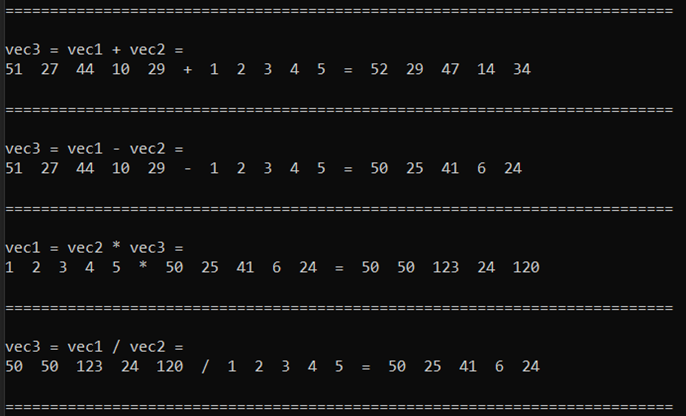 ===========================================================================
vec3 = vec1 + vec2 =
51  27  44  10  29  +  1  2  3  4  5  =  52  29  47  14  34
===========================================================================
vec3 = vec1 - vec2 =
51  27  44  10  29  -  1  2  3  4  5  =  50  25  41  6  24
===========================================================================
vec1 = vec2 * vec3 =
1  2  3  4  5  *  50  25  41  6  24  =  50  50  123  24  120
===========================================================================
vec3 = vec1 / vec2 =
50  50  123  24  120  /  1  2  3  4  5  =  50  25  41  6  24
===========================================================================